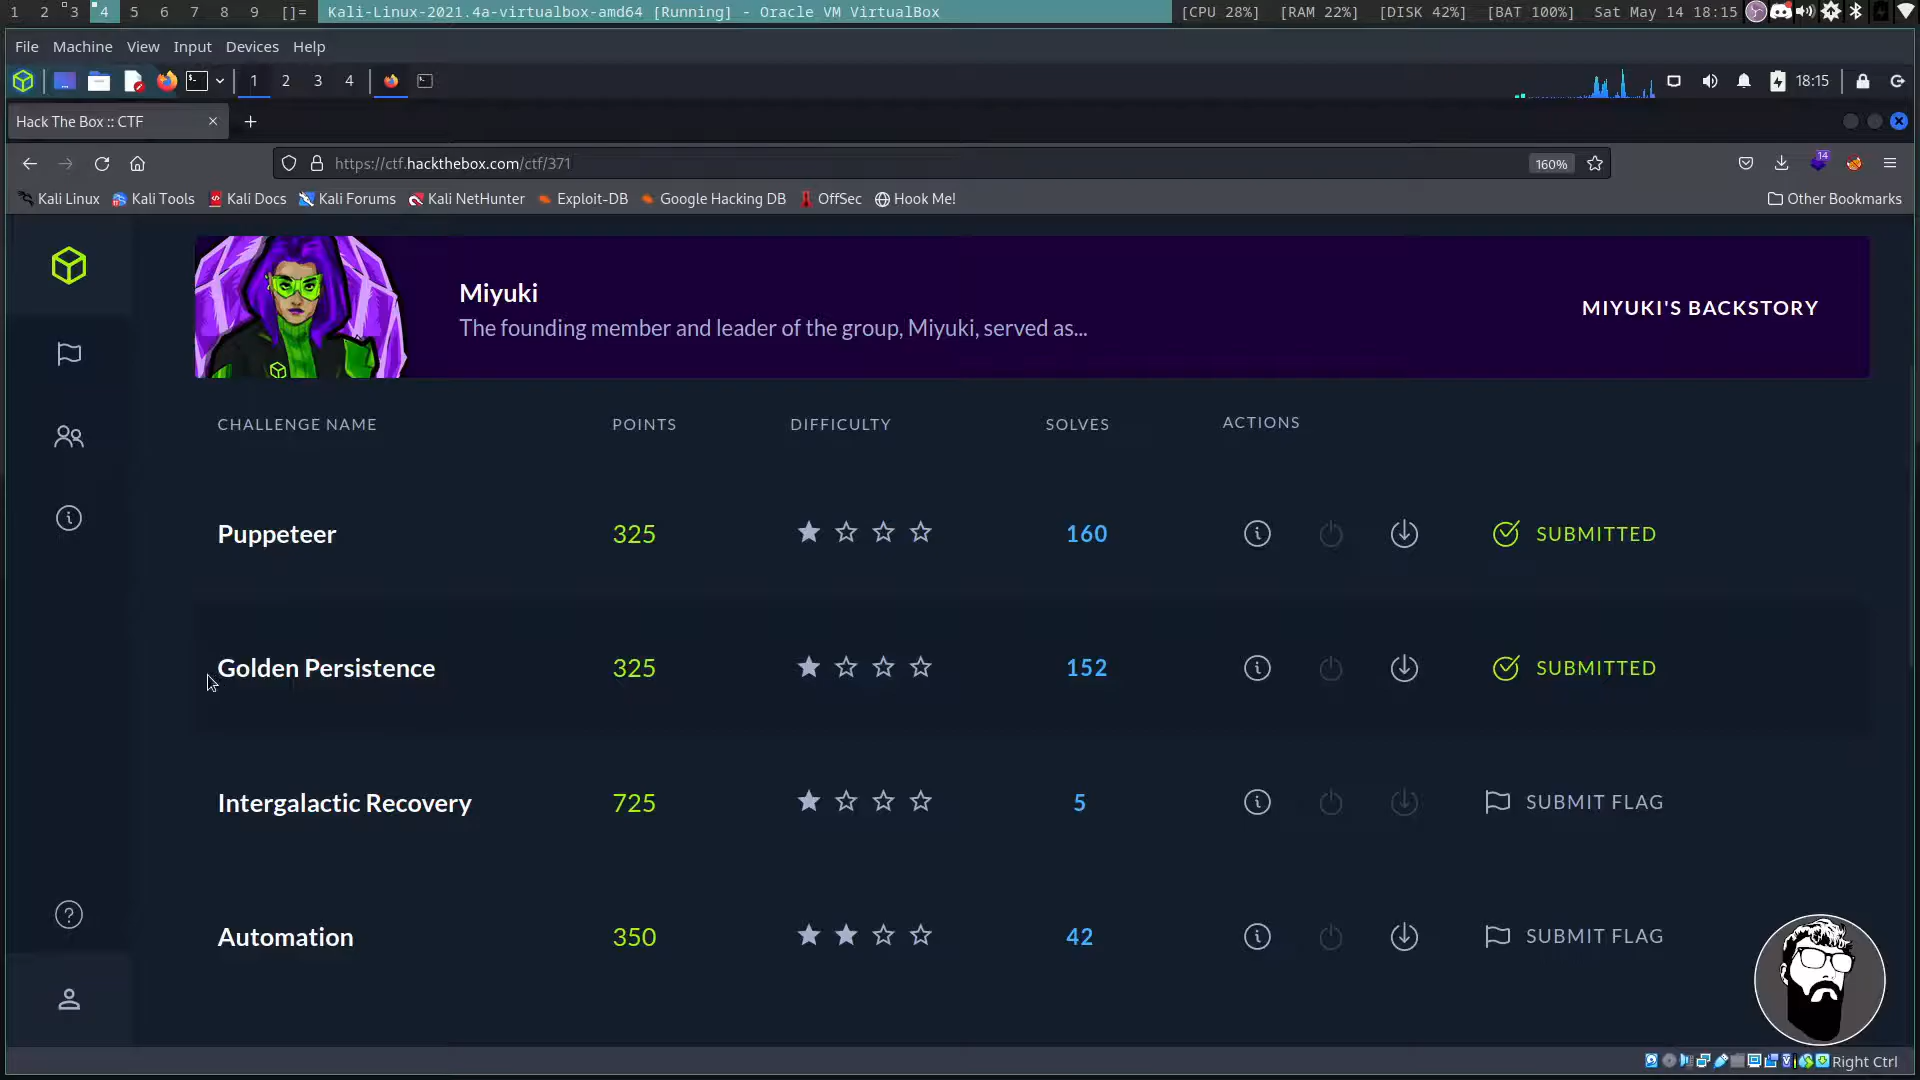 1 2 3 4 5 6 7 8 9 []= Kali-Linux-2021.4a-virtualbox-amd64 [Running] - Oracle VM VirtualBox [CPU 28%] [RAM 22%] [DISK 42%] [BAT 100%] Sat May 14 18:15
File Machine View Input Devices Help
1 2 3 4 18:15
Hack The Box :: CTF
https://ctf.hackthebox.com/ctf/371 160% 14
Kali Linux Kali Tools Kali Docs Kali Forums Kali NetHunter Exploit-DB Google Hacking DB OffSec Hook Me! Other Bookmarks
Miyuki
The founding member and leader of the group, Miyuki, served as...
MIYUKI'S BACKSTORY
CHALLENGE NAME POINTS DIFFICULTY SOLVES ACTIONS
Puppeteer 325 160 SUBMITTED
Golden Persistence 325 152 SUBMITTED
Intergalactic Recovery 725 5 SUBMIT FLAG
Automation 350 42 SUBMIT FLAG
Right Ctrl